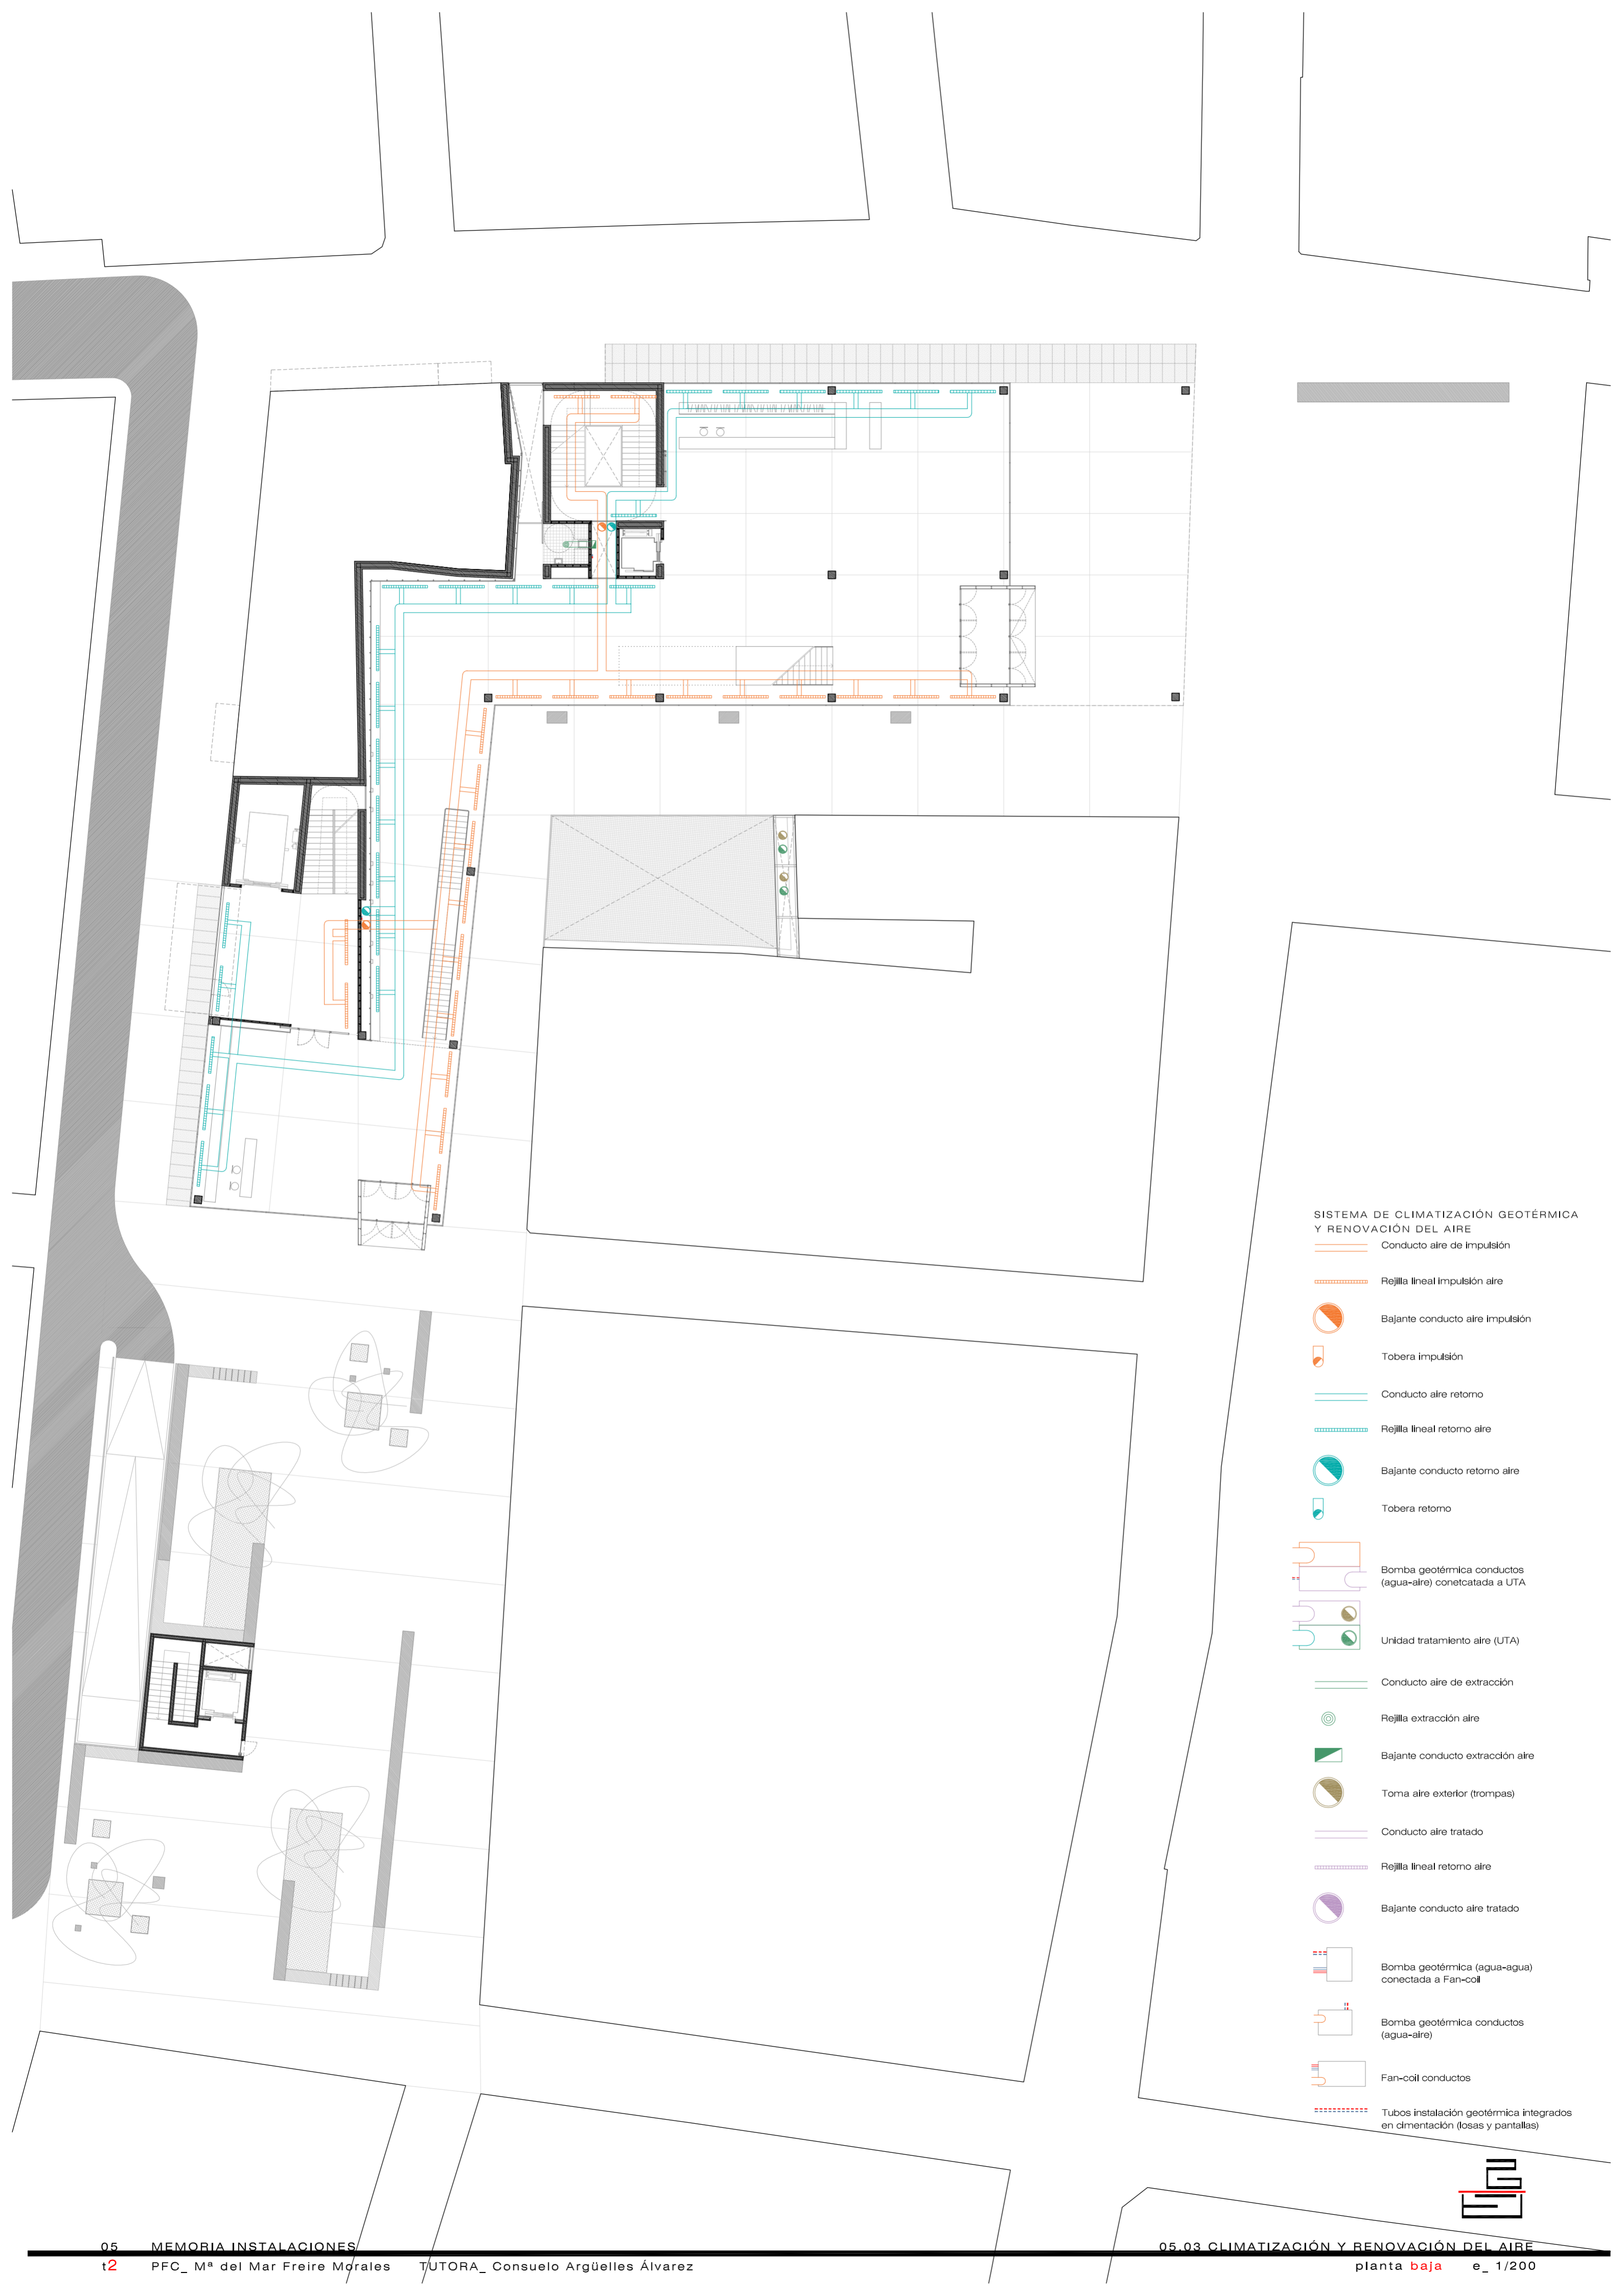 SISTEMA DE CLIMATIZACIÓN GEOTÉRMICA
Y RENOVACIÓN DEL AIRE
Conducto aire de impulsión
Rejilla lineal impulsión aire
Bajante conducto aire impulsión
Tobera impulsión
Conducto aire retorno
Rejilla lineal retorno aire
Bajante conducto retorno aire
Tobera retorno
Bomba geotérmica conductos
(agua-aire) conetcatada a UTA
Unidad tratamiento aire (UTA)
Conducto aire de extracción
Rejilla extracción aire
Bajante conducto extracción aire
Toma aire exterior (trompas)
Conducto aire tratado
Rejilla lineal retorno aire
Bajante conducto aire tratado
Bomba geotérmica (agua-agua)
conectada a Fan-coil
Bomba geotérmica conductos
(agua-aire)
Fan-coil conductos
Tubos instalación geotérmica integrados
en cimentación (losas y pantallas)
05 MEMORIA INSTALACIONES
05.03 CLIMATIZACIÓN Y RENOVACIÓN DEL AIRE
t2 PFC_ Mª del Mar Freire Morales TUTORA_ Consuelo Argüelles Álvarez
planta baja e_ 1/200